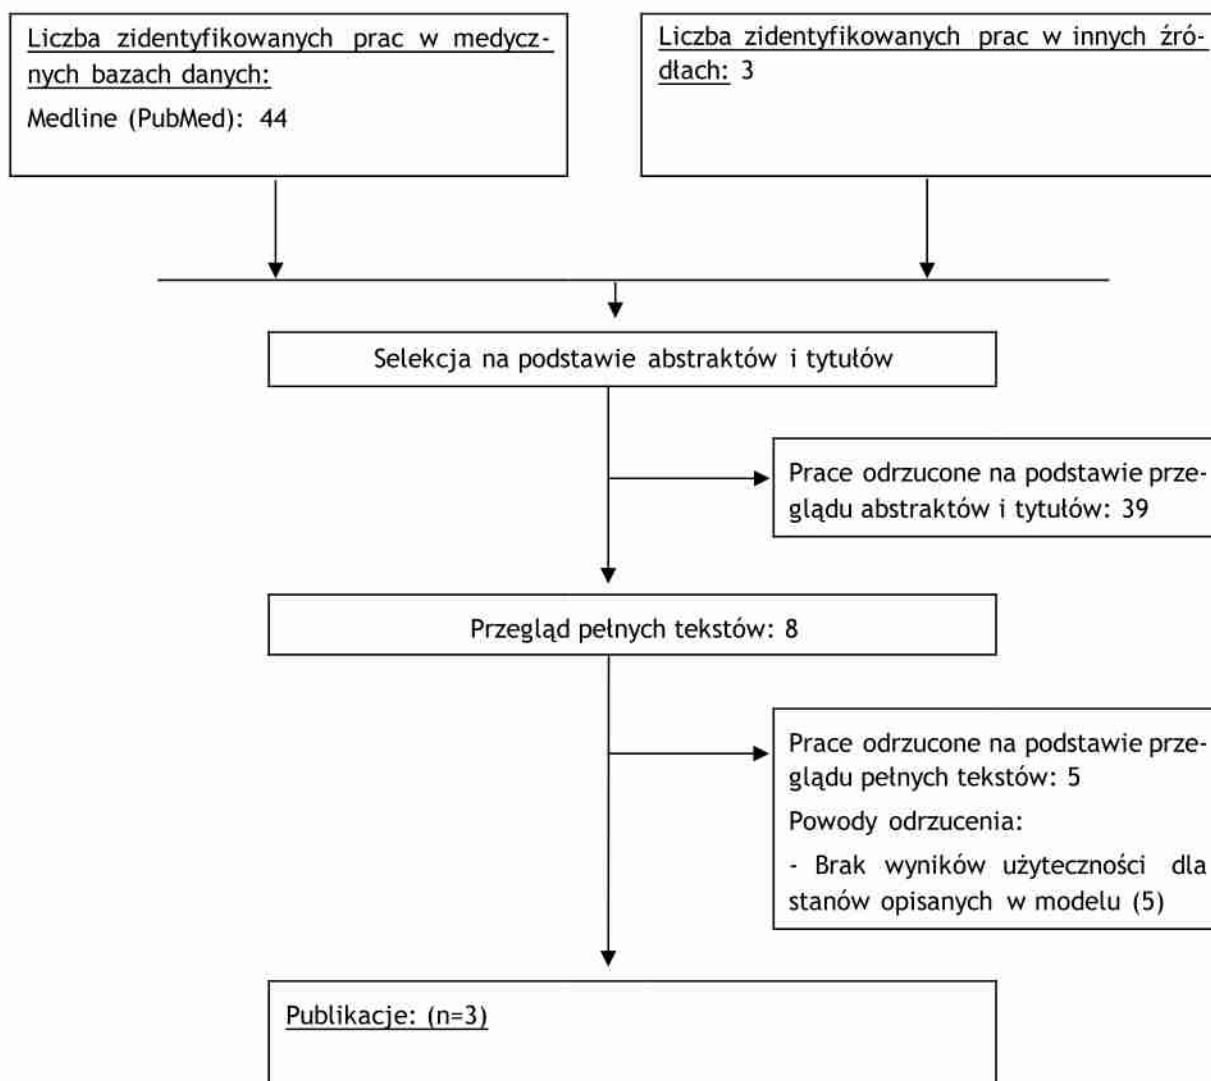 Liczba zidentyfikowanych prac w medycz-
nych bazach danych:
Medline (PubMed): 44
Liczba zidentyfikowanych prac w innych źró-
dłach: 3
Selekcja na podstawie abstraktów i tytułów
Prace odrzucone na podstawie prze-
glądu abstraktów i tytułów: 39
Przegląd pełnych tekstów: 8
Prace odrzucone na podstawie prze-
glądu pełnych tekstów: 5
Powody odrzucenia:
- Brak wyników użyteczności dla
stanów opisanych w modelu (5)
Publikacje: (n=3)